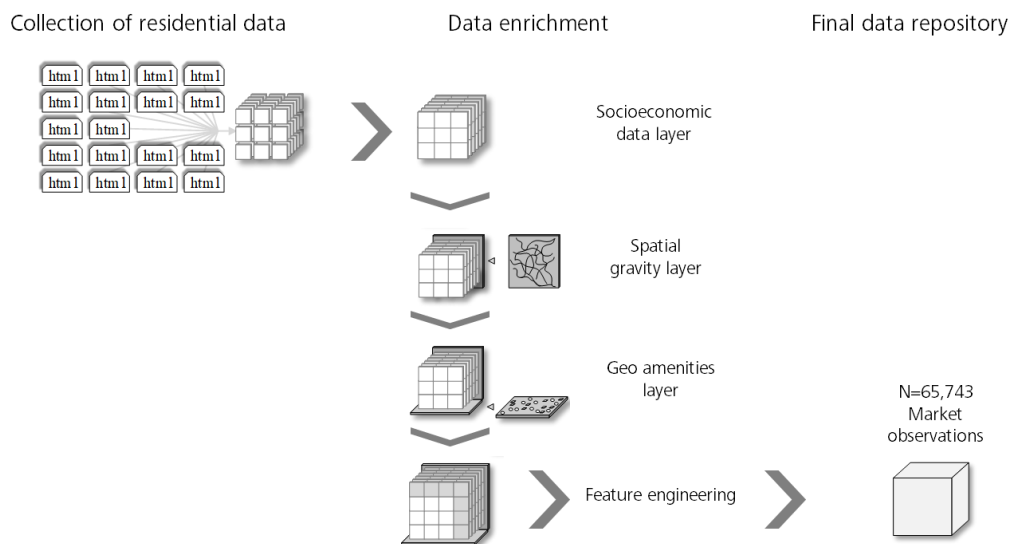 Collection of residential data
Data enrichment
Final data repository
html html html html
html html html html
html html
html html html html
html html html html
Socioeconomic
data layer
Spatial
gravity layer
Geo amenities
layer
N=65,743
Market
observations
Feature engineering